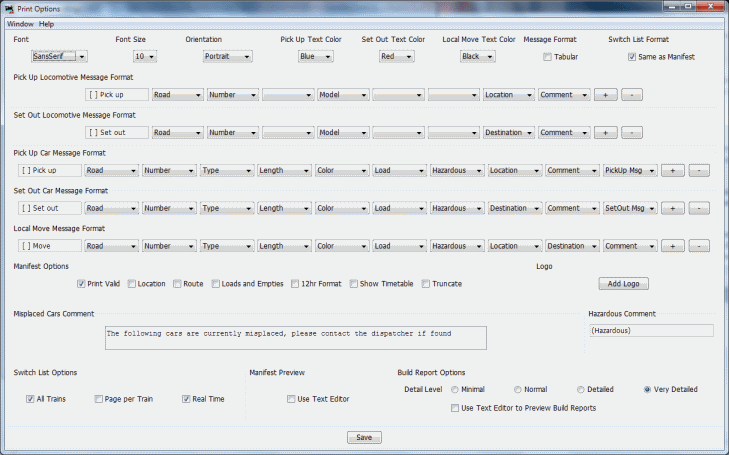 Print Options
Window Help
Font Font Size Orientation Pick Up Text Color Set Out Text Color Local Move Text Color Message Format Switch List Format
SansSerif 10 Portrait Blue Red Black Tabular Same as Manifest
Pick Up Locomotive Message Format
[ ] Pick up Road Number Model Location Comment + -
Set Out Locomotive Message Format
[ ] Set out Road Number Model Destination Comment + -
Pick Up Car Message Format
[ ] Pick up Road Number Type Length Color Load Hazardous Location Comment PickUp Msg + -
Set Out Car Message Format
[ ] Set out Road Number Type Length Color Load Hazardous Destination Comment SetOut Msg + -
Local Move Message Format
[ ] Move Road Number Type Length Color Load Hazardous Location Destination Comment + -
Manifest Options Logo
Print Valid Location Route Loads and Empties 12hr Format Show Timetable Truncate Add Logo
Misplaced Cars Comment Hazardous Comment
The following cars are currently misplaced, please contact the dispatcher if found (Hazardous)
Switch List Options Manifest Preview Build Report Options
Detail Level Minimal Normal Detailed Very Detailed
All Trains Page per Train Real Time Use Text Editor
Use Text Editor to Preview Build Reports
Save